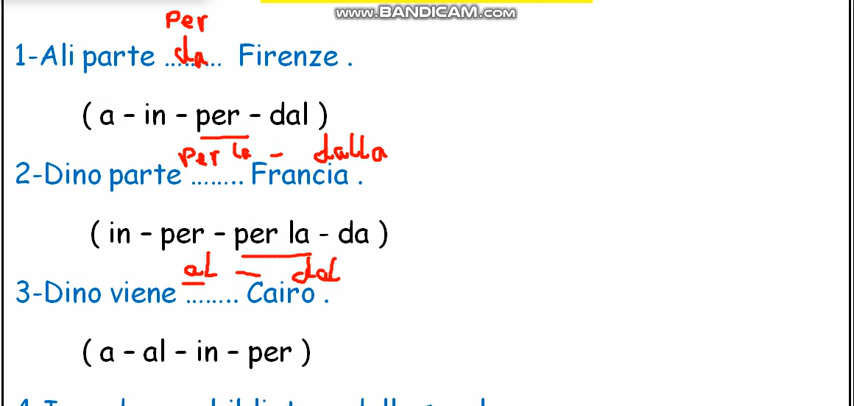 www.BANDICAM.com
Per
1-Ali parte ...da... Firenze .
( a – in – per – dal )
Per la – dalla
2-Dino parte ........ Francia .
( in – per – per la - da )
al – dal
3-Dino viene ........ Cairo .
( a – al – in – per )